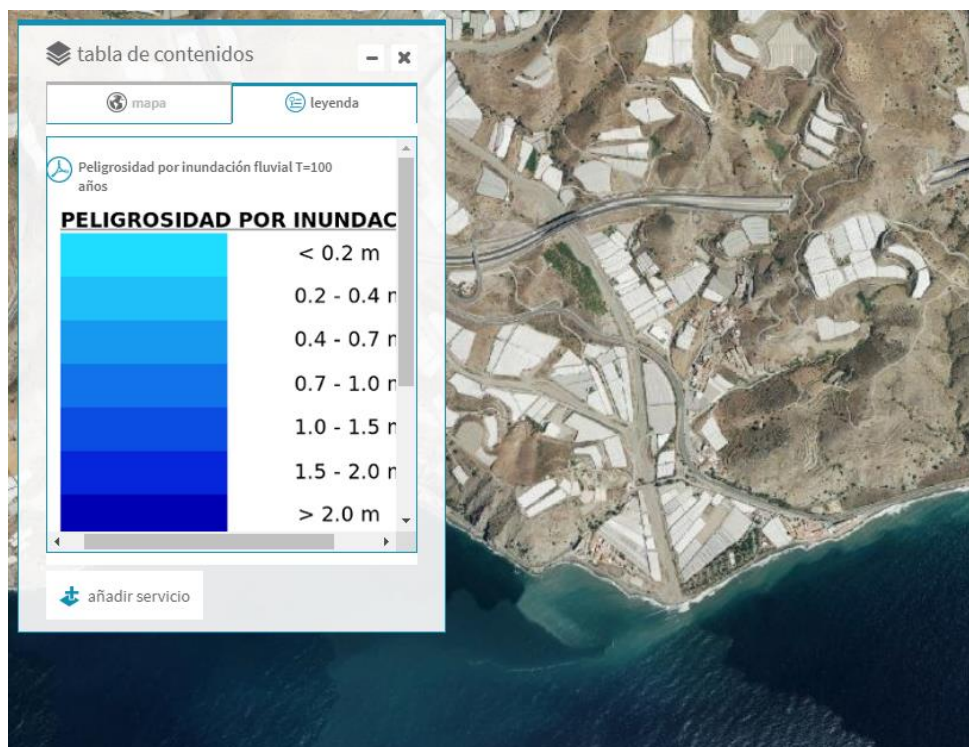 tabla de contenidos
mapa
leyenda
Peligrosidad por inundación fluvial T=100
años
PELIGROSIDAD POR INUNDAC
< 0.2 m
0.2 - 0.4 m
0.4 - 0.7 m
0.7 - 1.0 m
1.0 - 1.5 m
1.5 - 2.0 m
> 2.0 m
añadir servicio